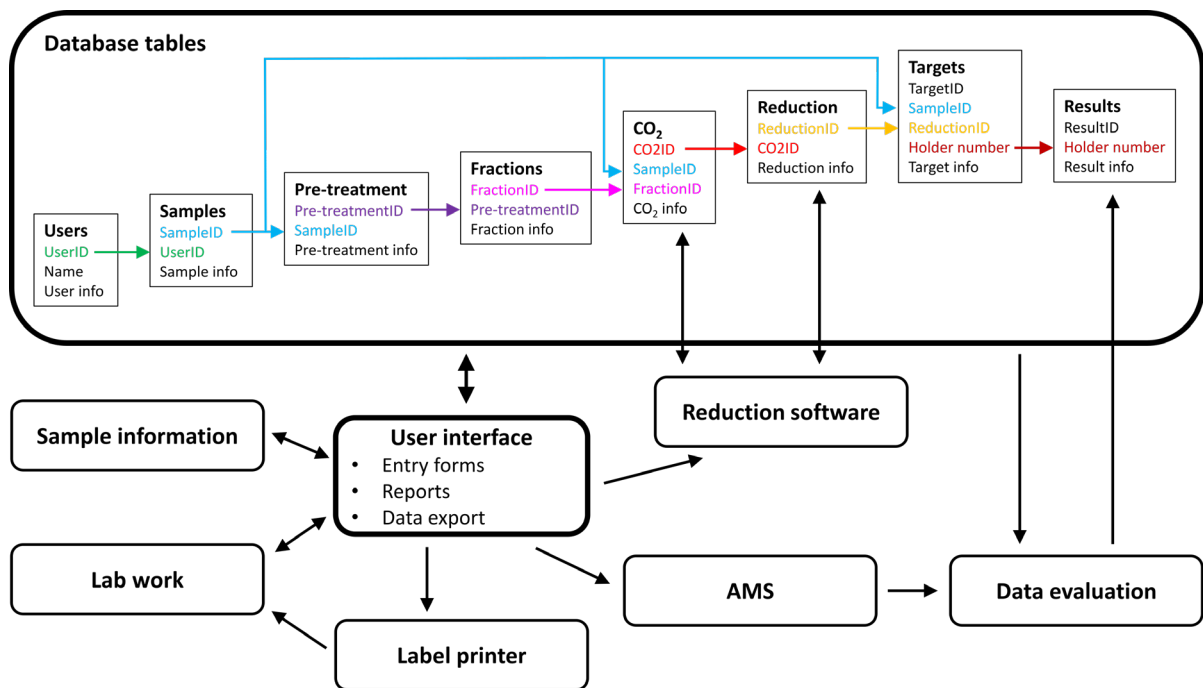 Database tables
Users
UserID
Name
User info
Samples
SampleID
UserID
Sample info
Pre-treatment
Pre-treatmentID
SampleID
Pre-treatment info
Fractions
FractionID
Pre-treatmentID
Fraction info
CO₂
CO2ID
SampleID
FractionID
CO₂ info
Reduction
ReductionID
CO2ID
Reduction info
Targets
TargetID
SampleID
ReductionID
Holder number
Target info
Results
ResultID
Holder number
Result info
Sample information
User interface
• Entry forms
• Reports
• Data export
Reduction software
Lab work
Label printer
AMS
Data evaluation